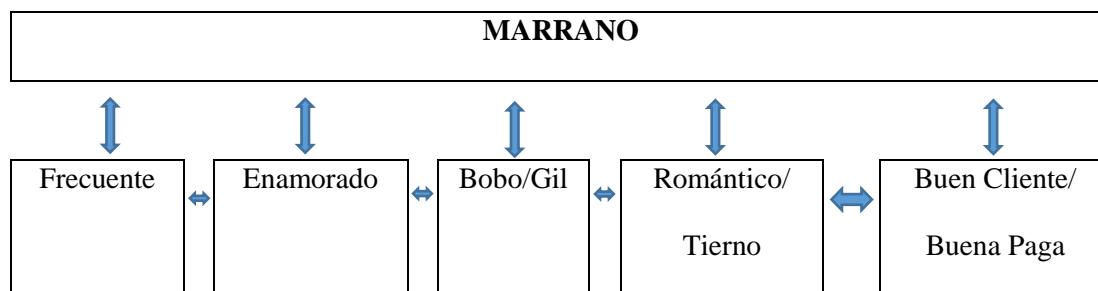 MARRANO
Frecuente
Enamorado
Bobo/Gil
Romántico/
Tierno
Buen Cliente/
Buena Paga